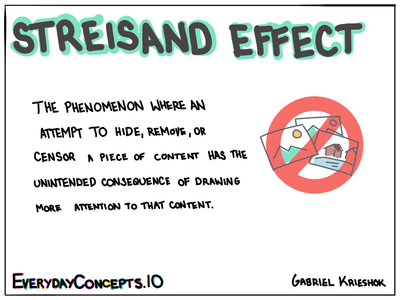 STREISAND EFFECT
THE PHENOMENON WHERE AN
ATTEMPT TO HIDE, REMOVE, OR
CENSOR A PIECE OF CONTENT HAS THE
UNINTENDED CONSEQUENCE OF DRAWING
MORE ATTENTION TO THAT CONTENT.
EVERYDAYCONCEPTS.IO
GABRIEL KRIESHOK